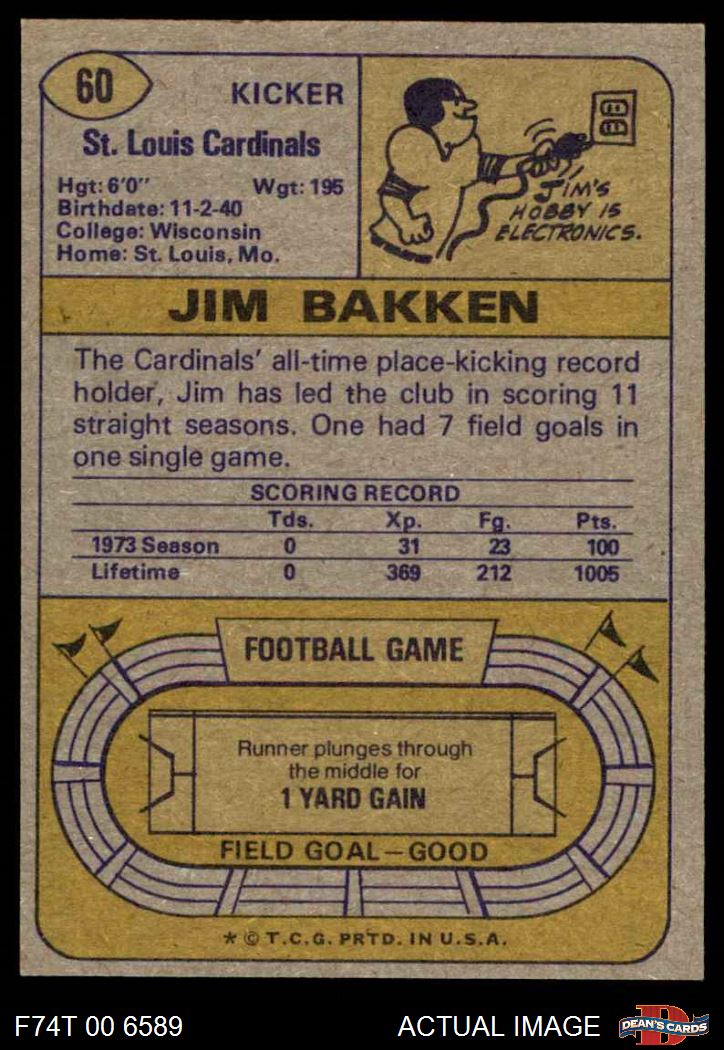 60
KICKER
St. Louis Cardinals
Hgt: 6'0" Wgt: 195
Birthdate: 11-2-40
College: Wisconsin
Home: St. Louis, Mo.
JIM'S
HOBBY IS
ELECTRONICS.
JIM BAKKEN
The Cardinals' all-time place-kicking record
holder, Jim has led the club in scoring 11
straight seasons. One had 7 field goals in
one single game.
SCORING RECORD
Tds. Xp. Fg. Pts.
1973 Season 0 31 23 100
Lifetime 0 369 212 1005
FOOTBALL GAME
Runner plunges through
the middle for
1 YARD GAIN
FIELD GOAL—GOOD
* © T.C.G. PRTD. IN U.S.A.
F74T 00 6589 ACTUAL IMAGE
D
DEAN'S CARDS